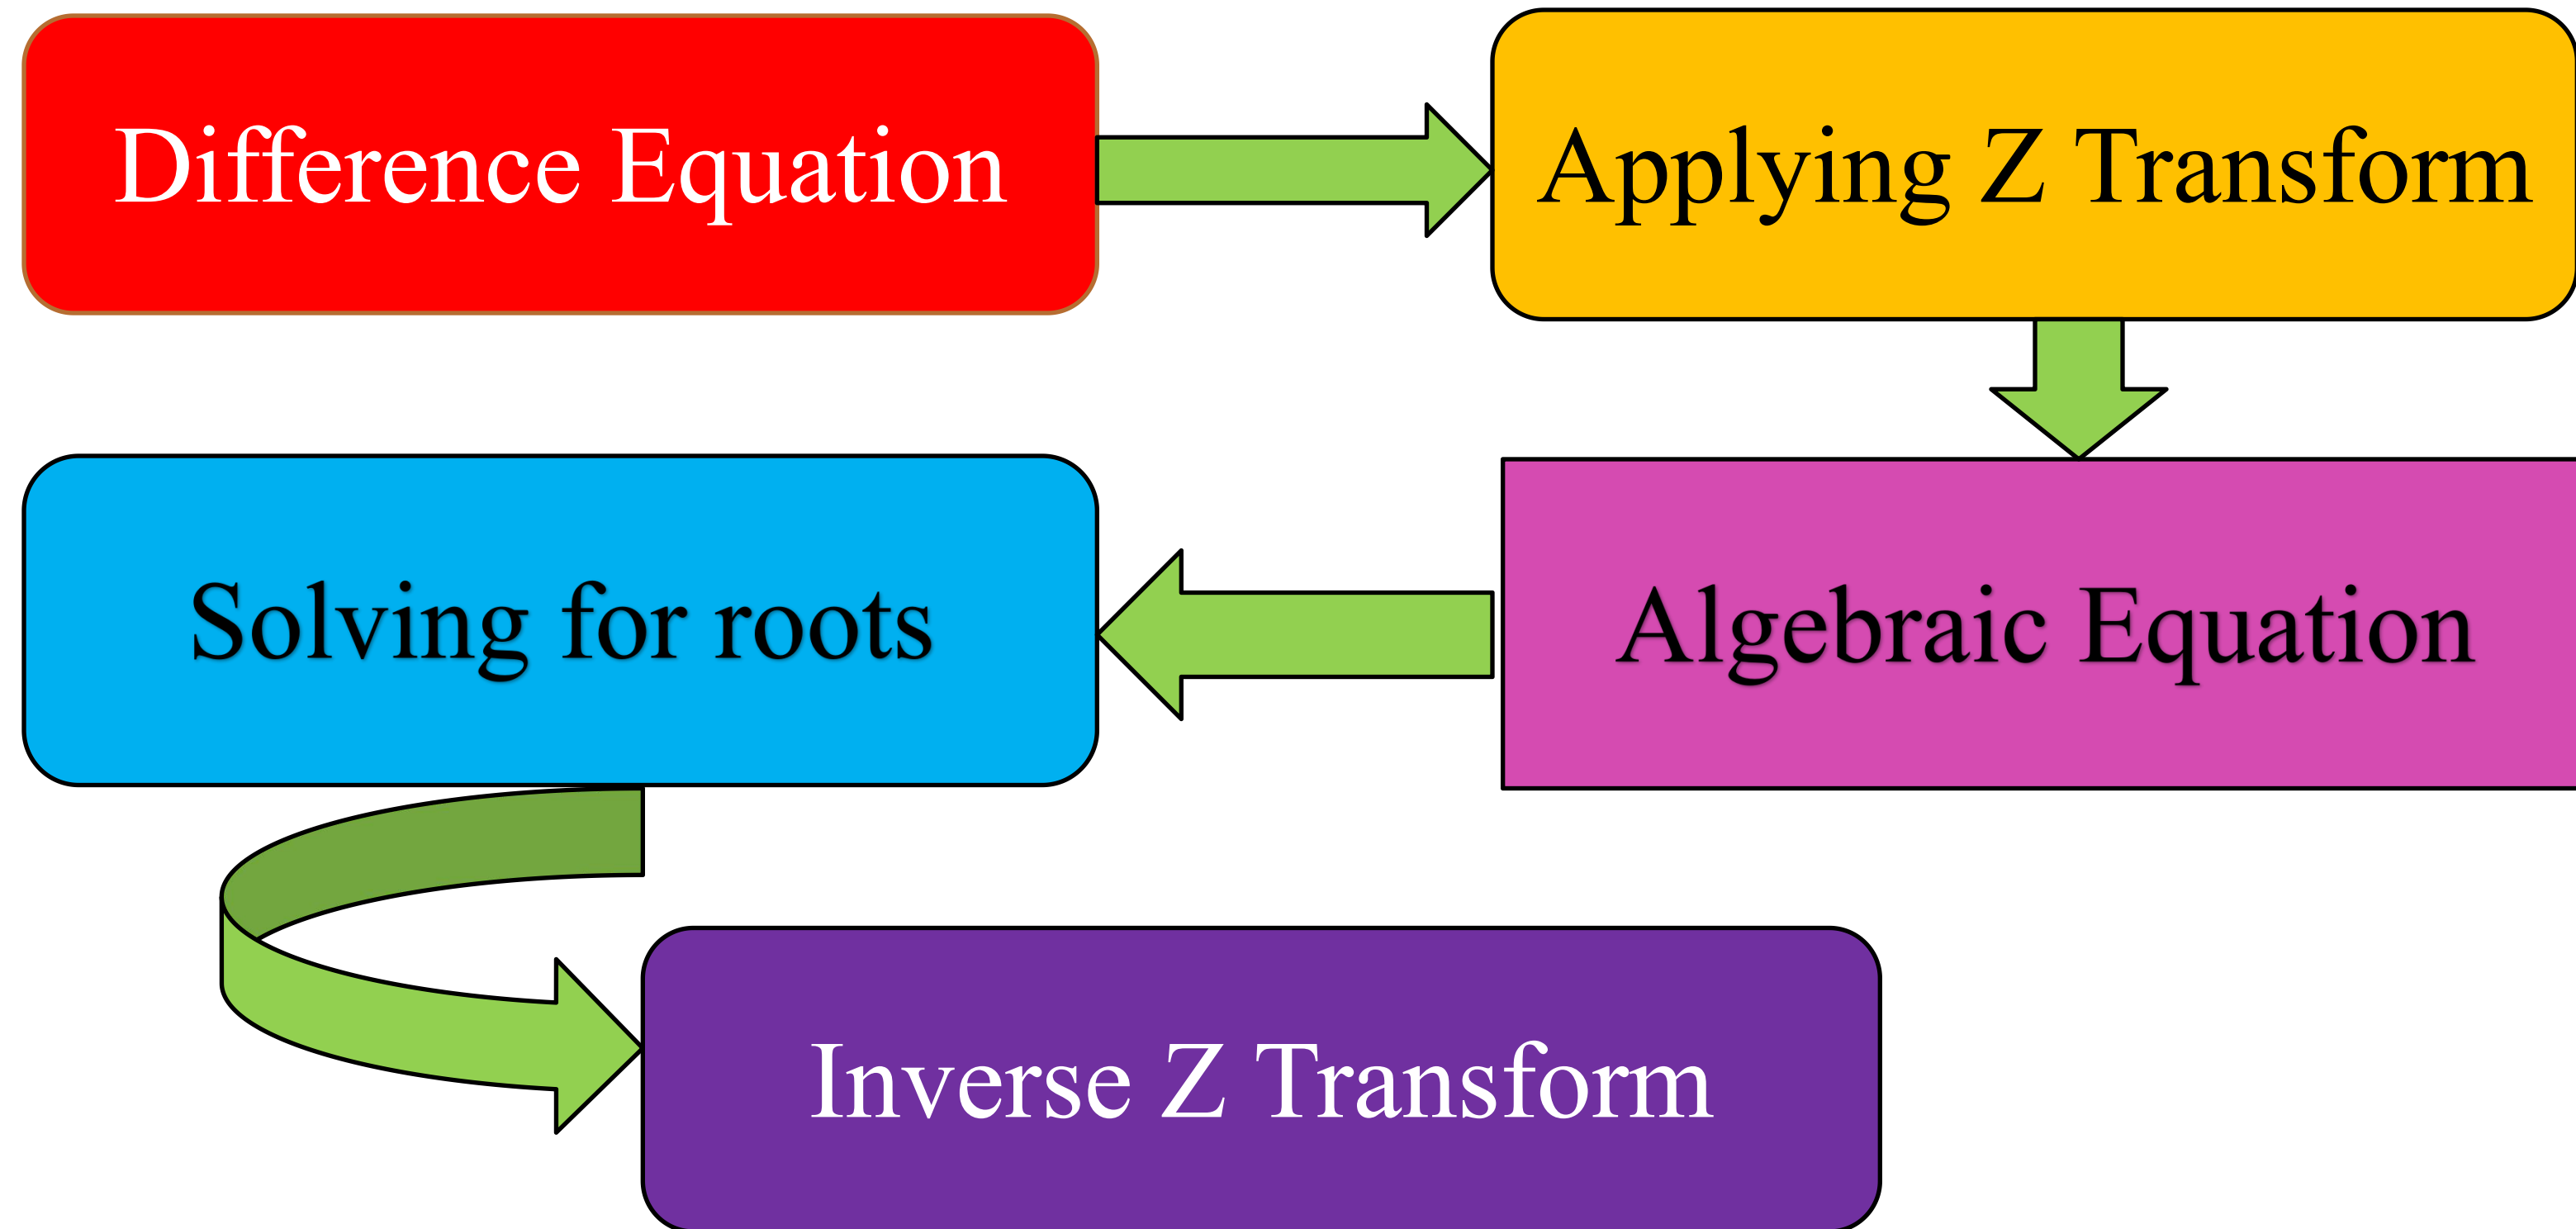 Difference Equation
Applying Z Transform
Algebraic Equation
Solving for roots
Inverse Z Transform